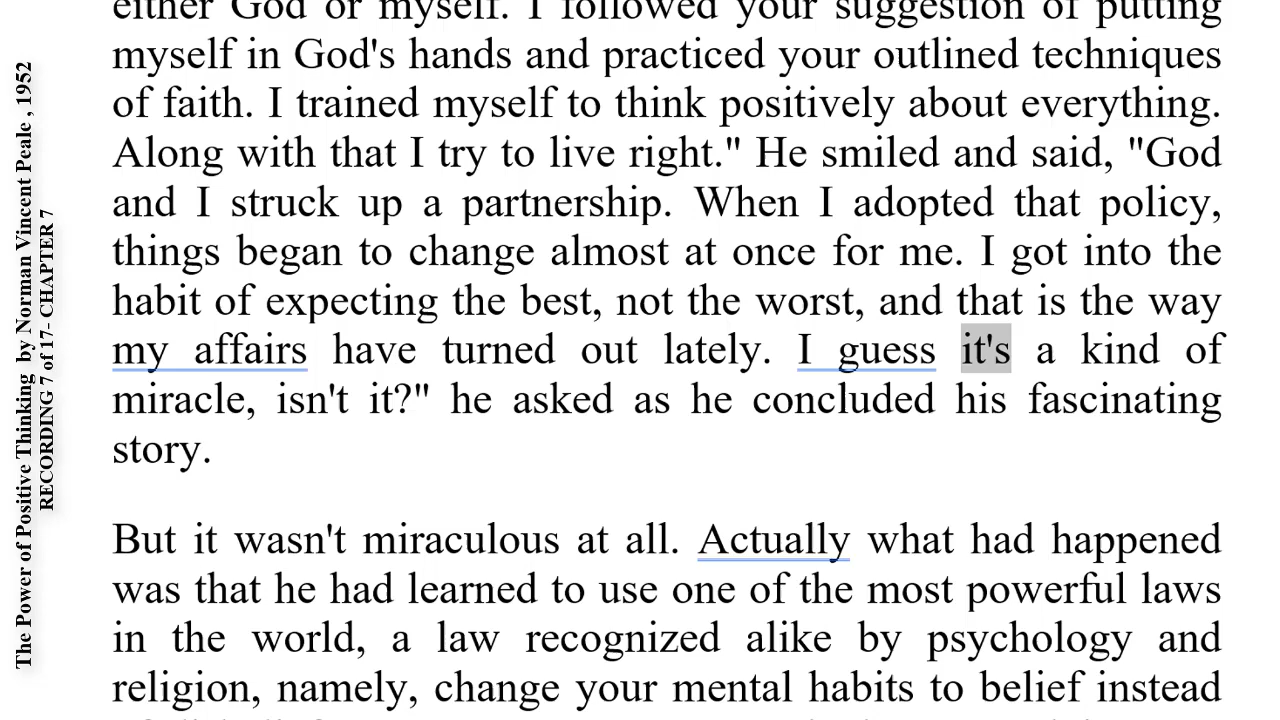 The Power of Positive Thinking by Norman Vincent Peale , 1952
RECORDING 7 of 17- CHAPTER 7
either God or myself. I followed your suggestion of putting
myself in God's hands and practiced your outlined techniques
of faith. I trained myself to think positively about everything.
Along with that I try to live right." He smiled and said, "God
and I struck up a partnership. When I adopted that policy,
things began to change almost at once for me. I got into the
habit of expecting the best, not the worst, and that is the way
my affairs have turned out lately. I guess it's a kind of
miracle, isn't it?" he asked as he concluded his fascinating
story.
But it wasn't miraculous at all. Actually what had happened
was that he had learned to use one of the most powerful laws
in the world, a law recognized alike by psychology and
religion, namely, change your mental habits to belief instead